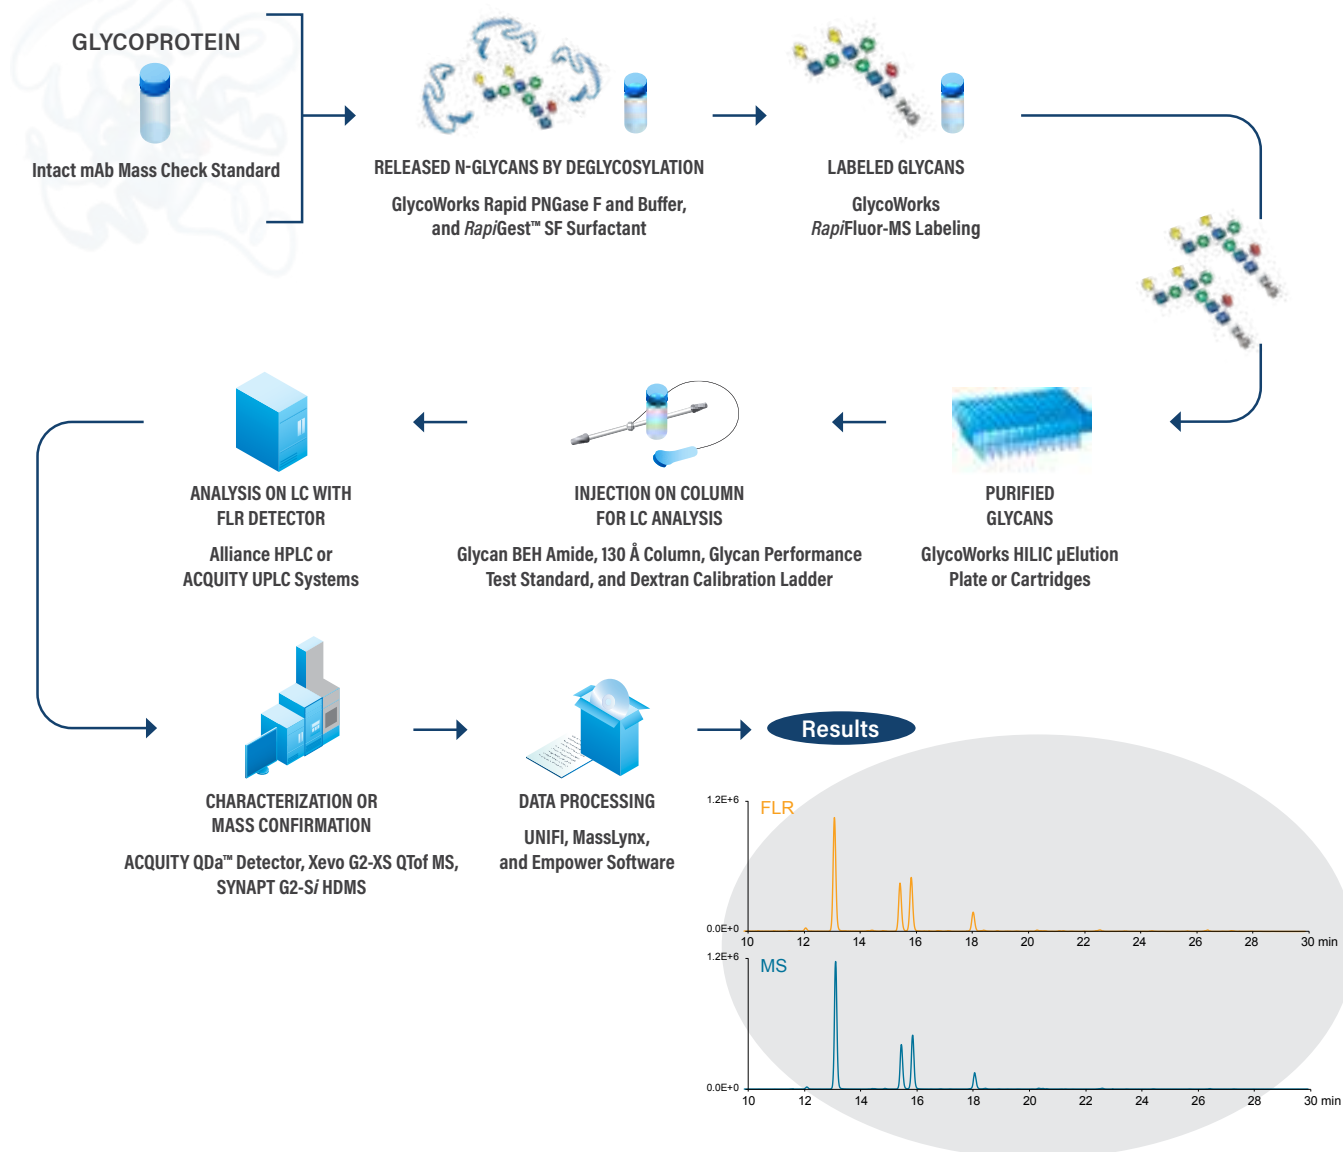 GLYCOPROTEIN
Intact mAb Mass Check Standard
RELEASED N-GLYCANS BY DEGLYCOSYLATION
GlycoWorks Rapid PNGase F and Buffer,
and RapiGest™ SF Surfactant
TAG
LABELED GLYCANS
GlycoWorks
RapiFluor-MS Labeling
TAG
TAG
ANALYSIS ON LC WITH
FLR DETECTOR
Alliance HPLC or
ACQUITY UPLC Systems
INJECTION ON COLUMN
FOR LC ANALYSIS
Glycan BEH Amide, 130 Å Column, Glycan Performance
Test Standard, and Dextran Calibration Ladder
PURIFIED
GLYCANS
GlycoWorks HILIC µElution
Plate or Cartridges
CHARACTERIZATION OR
MASS CONFIRMATION
ACQUITY QDa™ Detector, Xevo G2-XS QTof MS,
SYNAPT G2-Si HDMS
DATA PROCESSING
UNIFI, MassLynx,
and Empower Software
Results
1.2E+6
FLR
0.0E+0
10 12 14 16 18 20 22 24 26 28 30 min
1.2E+6
MS
0.0E+0
10 12 14 16 18 20 22 24 26 28 30 min